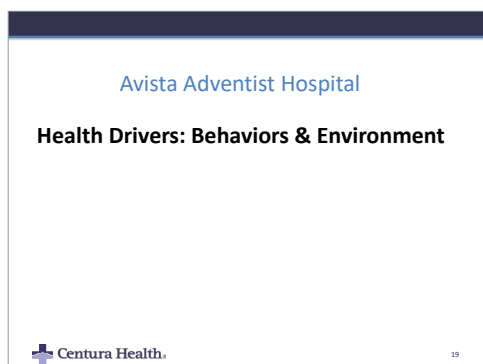 Avista Adventist Hospital
Health Drivers: Behaviors & Environment
Centura Health®
19